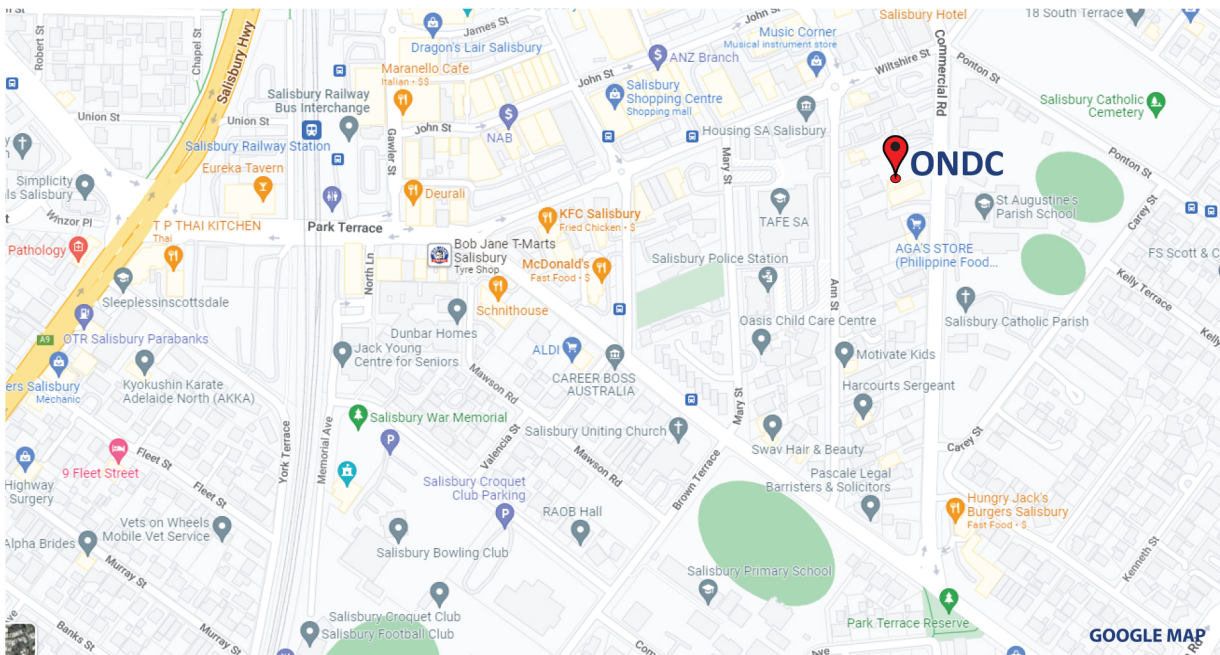 Salisbury Hotel
18 South Terrace
James St
John St
Music Corner
Musical instrument store
Dragon's Lair Salisbury
ANZ Branch
Robert St
Chapel St
Salisbury Hwy
Commercial Rd
Ponton St
Wiltshire St
Maranello Cafe
Italian • $$
John St
Salisbury
Shopping Centre
Shopping mall
Salisbury Railway
Bus Interchange
Salisbury Catholic
Cemetery
Union St
Union St
Gawler St
John St
NAB
Housing SA Salisbury
Salisbury Railway Station
Mary St
ONDC
Ponton St
Eureka Tavern
Simplicity
ls Salisbury
Deurali
TAFE SA
St Augustine's
Parish School
Carey St
Winzor Pl
T P THAI KITCHEN
Thai
Park Terrace
KFC Salisbury
Fried Chicken • $
Pathology
Bob Jane T-Marts
Salisbury
Tyre Shop
McDonald's
Fast Food • $
Salisbury Police Station
AGA'S STORE
(Philippine Food...
FS Scott & C
North Ln
Kelly Terrace
Sleeplessinscottsdale
Schnithouse
Ann St
A9
OTR Salisbury Parabanks
Dunbar Homes
Oasis Child Care Centre
Salisbury Catholic Parish
Kelly
Jack Young
Centre for Seniors
ALDI
Motivate Kids
ers Salisbury
Mechanic
Kyokushin Karate
Adelaide North (AKKA)
Mawson Rd
CAREER BOSS
AUSTRALIA
Harcourts Sergeant
Salisbury War Memorial
Mary St
York Terrace
Memorial Ave
Valencia St
Salisbury Uniting Church
Swav Hair & Beauty
Carey St
Fleet St
9 Fleet Street
Mawson Rd
Brown Terrace
Pascale Legal
Barristers & Solicitors
Highway
Surgery
Fleet St
Salisbury Croquet
Club Parking
P
P
Hungry Jack's
Burgers Salisbury
Fast Food • $
RAOB Hall
Vets on Wheels
Mobile Vet Service
Alpha Brides
Salisbury Bowling Club
Kenneth St
Murray St
Salisbury Primary School
Salisbury Croquet Club
Salisbury Football Club
Park Terrace Reserve
Banks St
Murray St
GOOGLE MAP